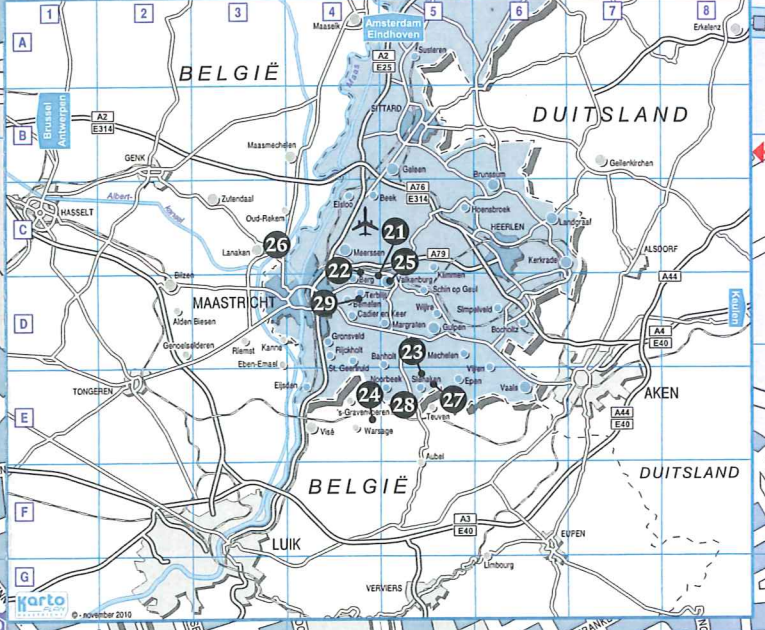 1
2
3
4
5
6
7
8
A
B
C
D
E
F
G
Amsterdam
Eindhoven
Brussel
Antwerpen
Keulen
BELGIË
DUITSLAND
Maaseik
Erkelenz
Susteren
A2
E25
Maas
SITTARD
A2
E314
GENK
Maasmechelen
Geleen
Geilenkirchen
Brunssum
A76
E314
Zutendaal
Albert-
kanaal
HASSELT
Elsloo
Beek
Hoensbroek
Landgraaf
Oud-Rekem
HEERLEN
21
26
Lanaken
Meerssen
A79
Kerkrade
ALSDORF
22
25
Berg
Valkenburg
Klimmen
A44
Bilzen
MAASTRICHT
29
Terblijt
Bemelen
Schin op Geul
Alden Biesen
Cadier en Keer
Wijlre
Simpelveld
Margraten
Gulpen
Bocholtz
A4
E40
Genoelselderen
Riemst
Kanne
Gronsveld
Rijckholt
Banholt
23
Mechelen
Eben-Emael
St. Geertruid
Vijlen
TONGEREN
Eijsden
Noorbeek
Slenaken
Epen
Vaals
AKEN
24
28
27
's-Gravenvoeren
Teuven
A44
E40
Visé
Warsage
Aubel
DUITSLAND
BELGIË
A3
E40
LUIK
EUPEN
Limbourg
VERVIERS
Karto
PLAN
© - november 2010